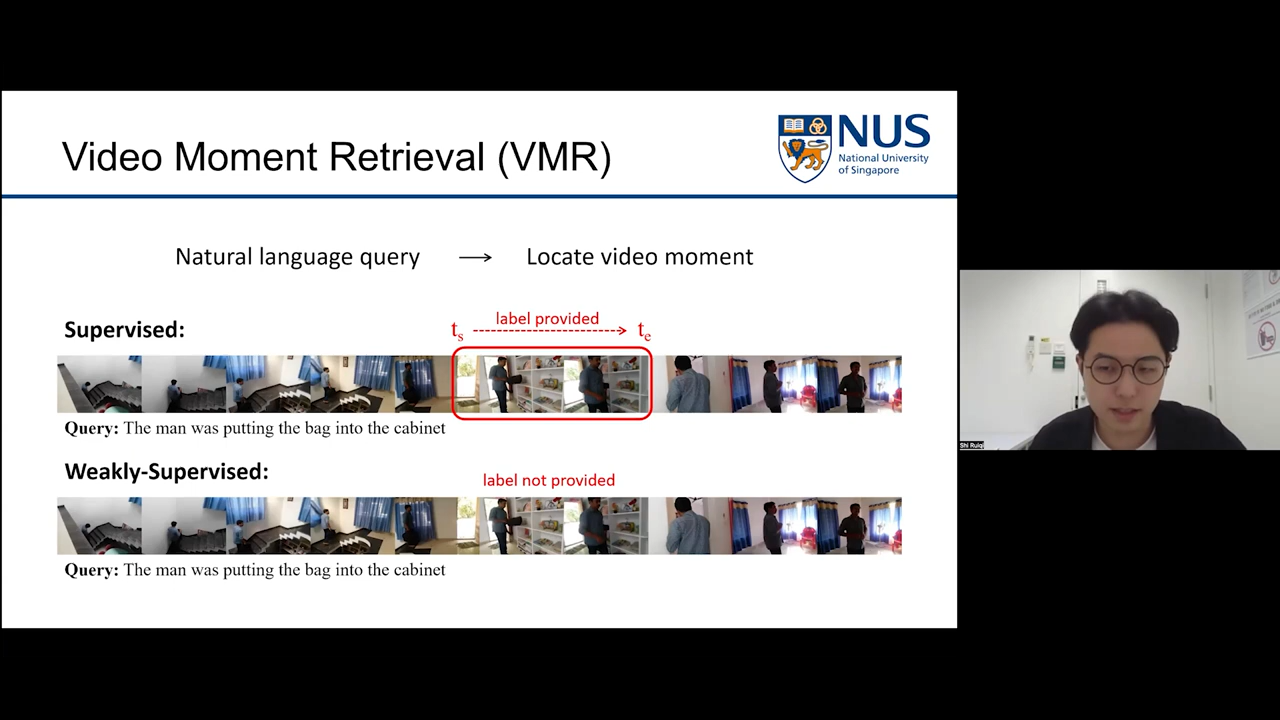 Video Moment Retrieval (VMR)
NUS
National University
of Singapore
Natural language query → Locate video moment
Supervised:
label provided
ts te
Query: The man was putting the bag into the cabinet
Weakly-Supervised:
label not provided
Query: The man was putting the bag into the cabinet
Shi Ruiqi